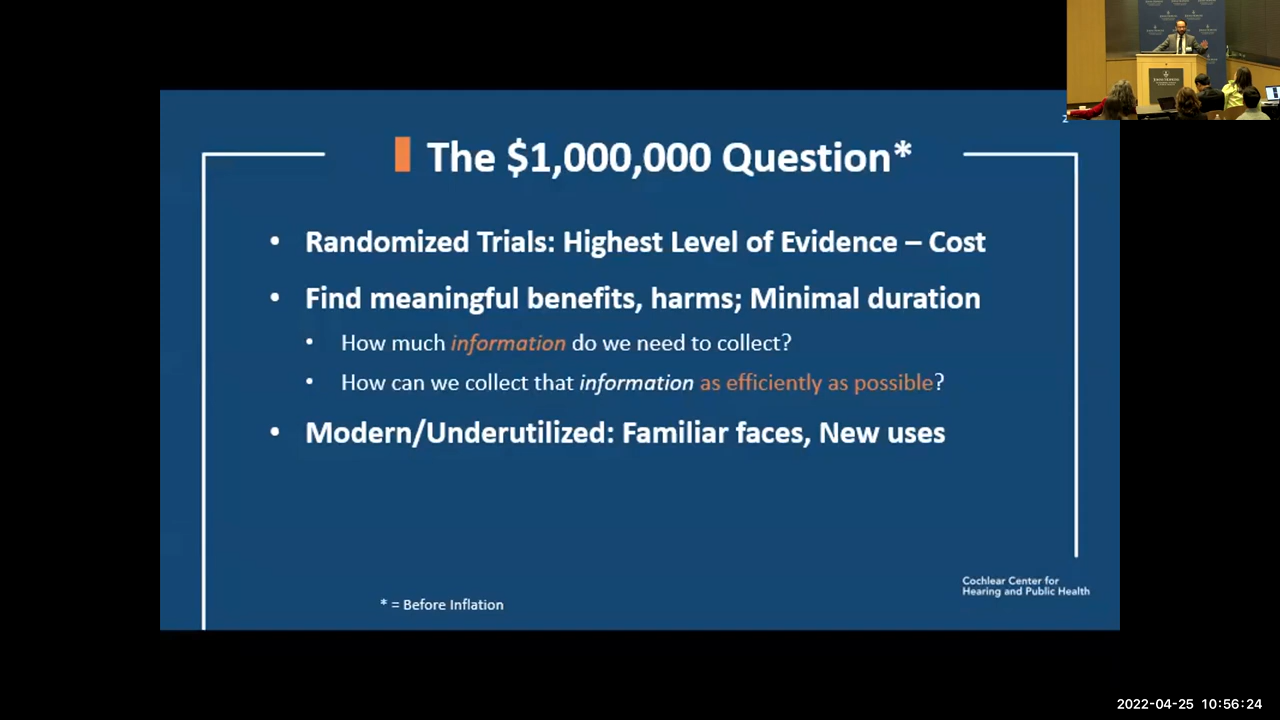 The $1,000,000 Question*
• Randomized Trials: Highest Level of Evidence – Cost
• Find meaningful benefits, harms; Minimal duration
• How much information do we need to collect?
• How can we collect that information as efficiently as possible?
• Modern/Underutilized: Familiar faces, New uses
Cochlear Center for
Hearing and Public Health
* = Before Inflation
2022-04-25 10:56:24